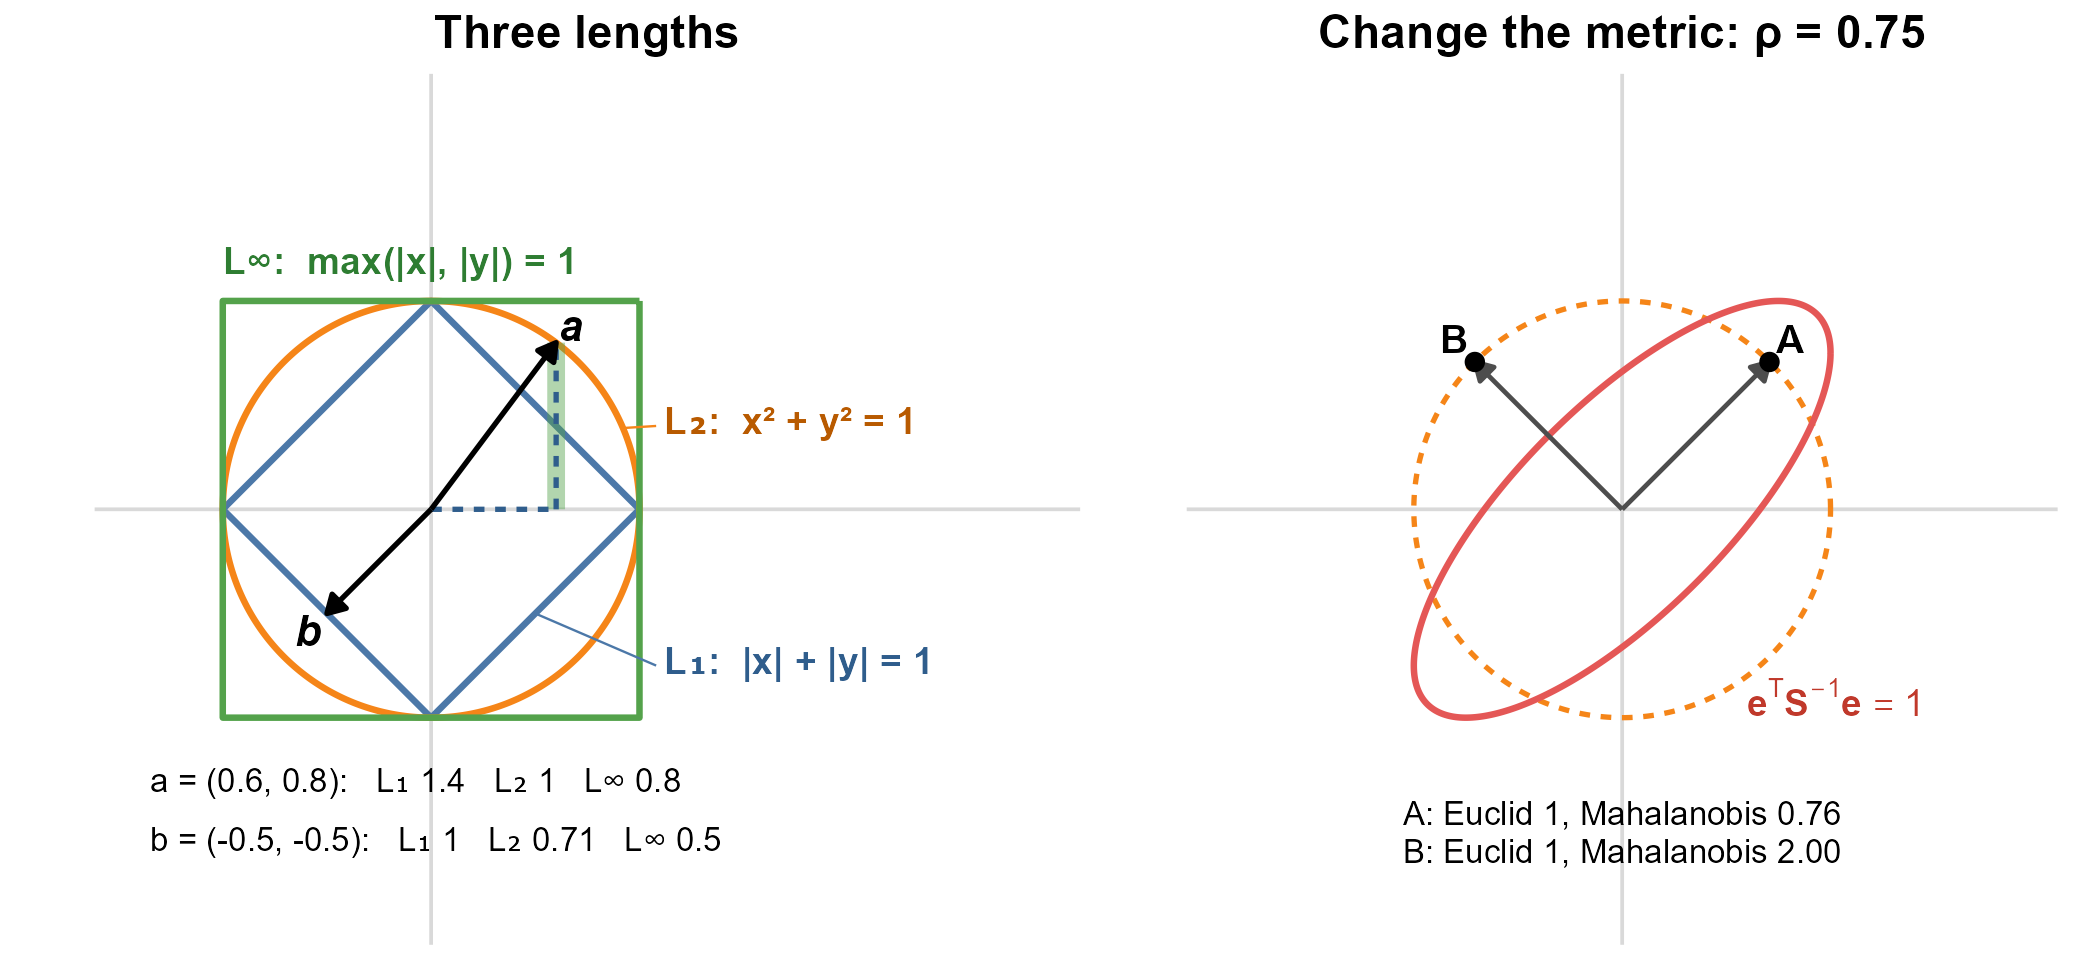 Three lengths
L∞: max(|x|, |y|) = 1
a
L₂: x² + y² = 1
b
L₁: |x| + |y| = 1
a = (0.6, 0.8): L₁ 1.4 L₂ 1 L∞ 0.8
b = (-0.5, -0.5): L₁ 1 L₂ 0.71 L∞ 0.5
Change the metric: ρ = 0.75
B
A
eᵀS⁻¹e = 1
A: Euclid 1, Mahalanobis 0.76
B: Euclid 1, Mahalanobis 2.00